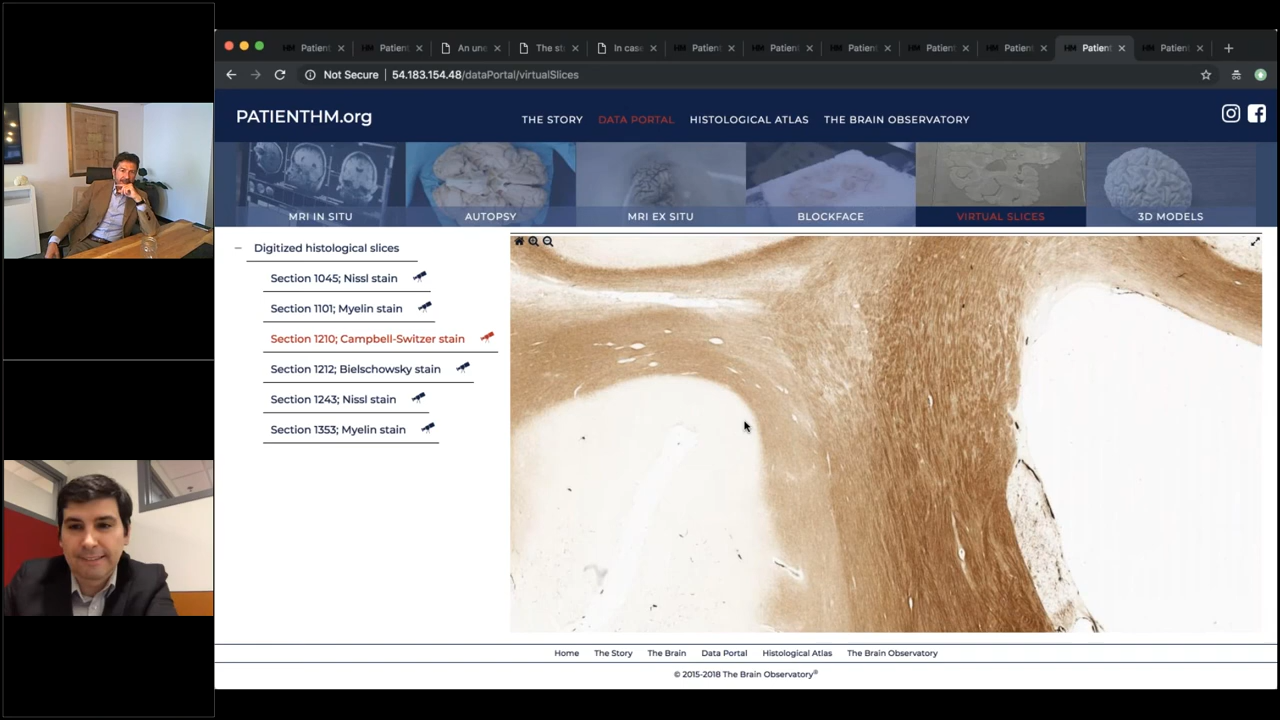 Patient
Patient
An une
The st
In case
Patient
Patient
Patient
Patient
Patient
Patient
Patient
Not Secure | 54.183.154.48/dataPortal/virtualSlices
PATIENTHM.org
THE STORY DATA PORTAL HISTOLOGICAL ATLAS THE BRAIN OBSERVATORY
MRI IN SITU AUTOPSY MRI EX SITU BLOCKFACE VIRTUAL SLICES 3D MODELS
Digitized histological slices
Section 1045; Nissl stain
Section 1101; Myelin stain
Section 1210; Campbell-Switzer stain
Section 1212; Bielschowsky stain
Section 1243; Nissl stain
Section 1353; Myelin stain
Home The Story The Brain Data Portal Histological Atlas The Brain Observatory
© 2015-2018 The Brain Observatory®